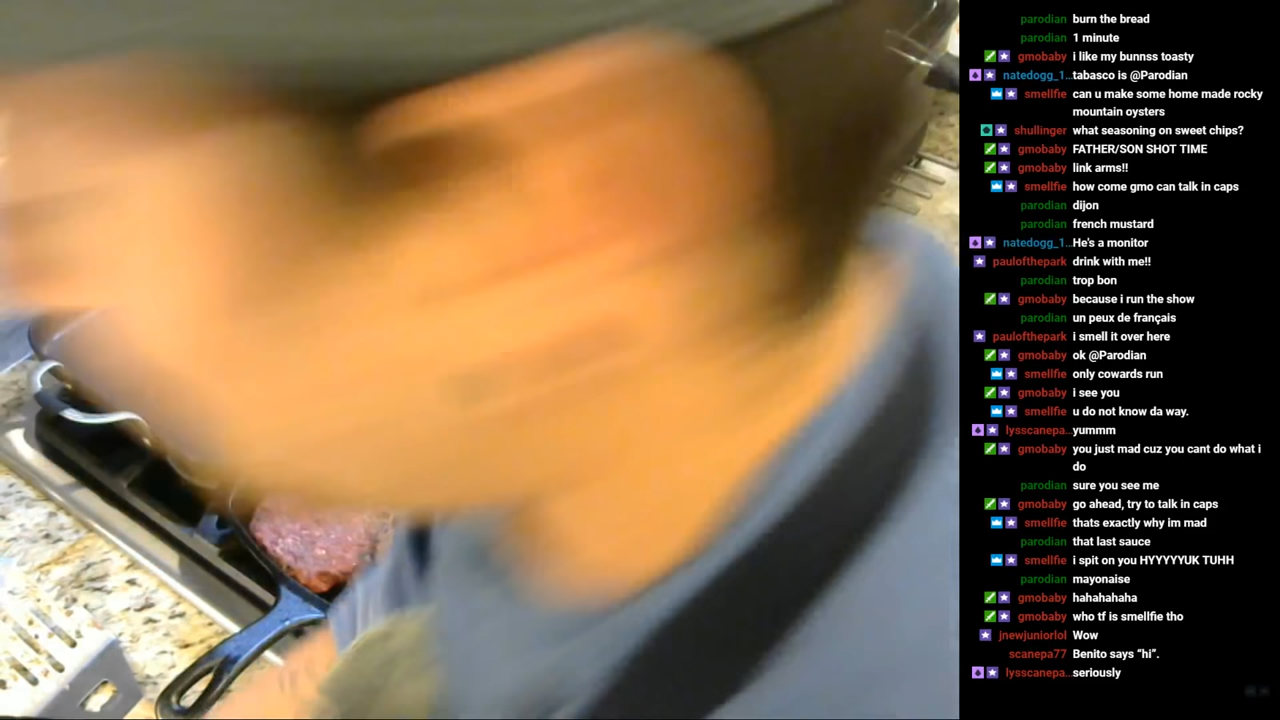 parodian burn the bread
parodian 1 minute
gmobaby i like my bunnss toasty
natedogg_1... tabasco is @Parodian
smellfie can u make some home made rocky
mountain oysters
shullinger what seasoning on sweet chips?
gmobaby FATHER/SON SHOT TIME
gmobaby link arms!!
smellfie how come gmo can talk in caps
parodian dijon
parodian french mustard
natedogg_1... He's a monitor
paulofthepark drink with me!!
parodian trop bon
gmobaby because i run the show
parodian un peux de français
paulofthepark i smell it over here
gmobaby ok @Parodian
smellfie only cowards run
gmobaby i see you
smellfie u do not know da way.
lysscanepa... yummm
gmobaby you just mad cuz you cant do what i
do
parodian sure you see me
gmobaby go ahead, try to talk in caps
smellfie thats exactly why im mad
parodian that last sauce
smellfie i spit on you HYYYYYUK TUHH
parodian mayonaise
gmobaby hahahahaha
gmobaby who tf is smellfie tho
jnewjuniorlol Wow
scanepa77 Benito says “hi”.
lysscanepa... seriously